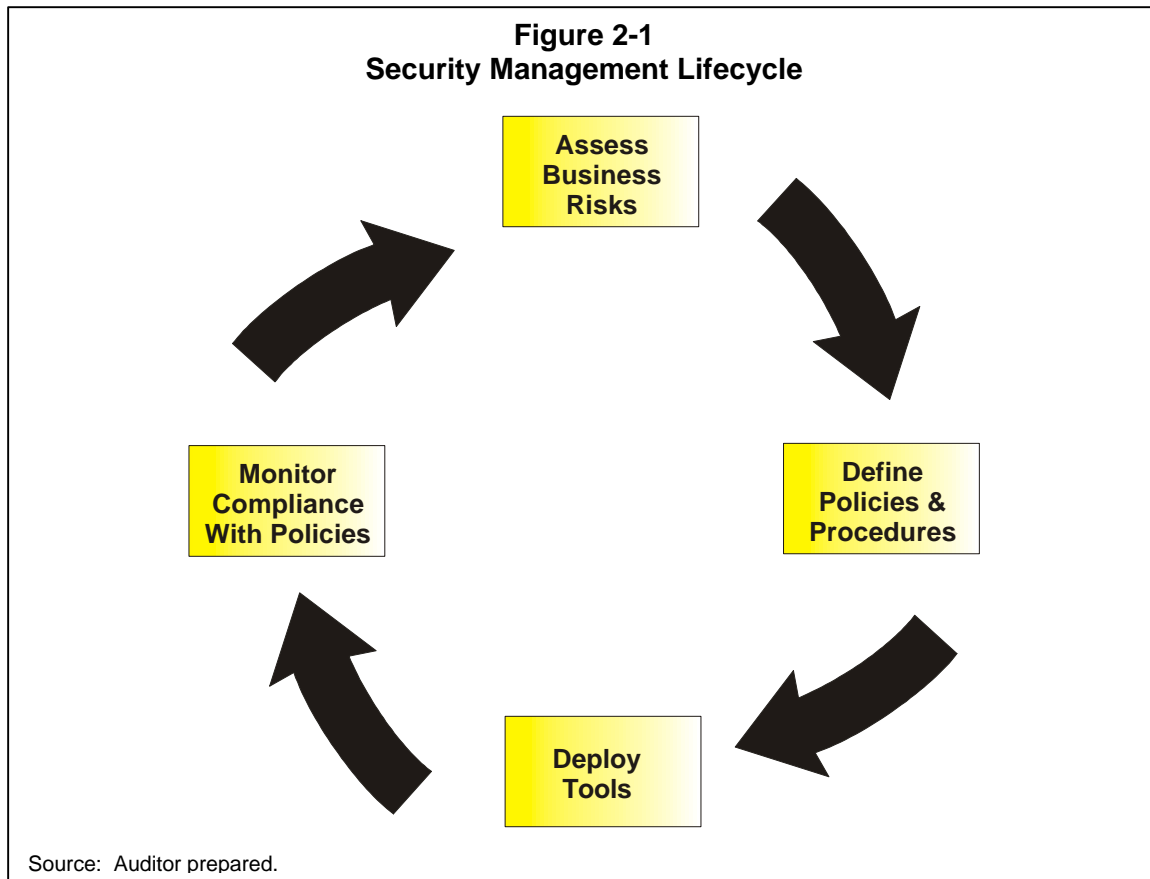 Figure 2-1
Security Management Lifecycle
Assess
Business
Risks
Define
Policies &
Procedures
Deploy
Tools
Monitor
Compliance
With Policies
Source: Auditor prepared.